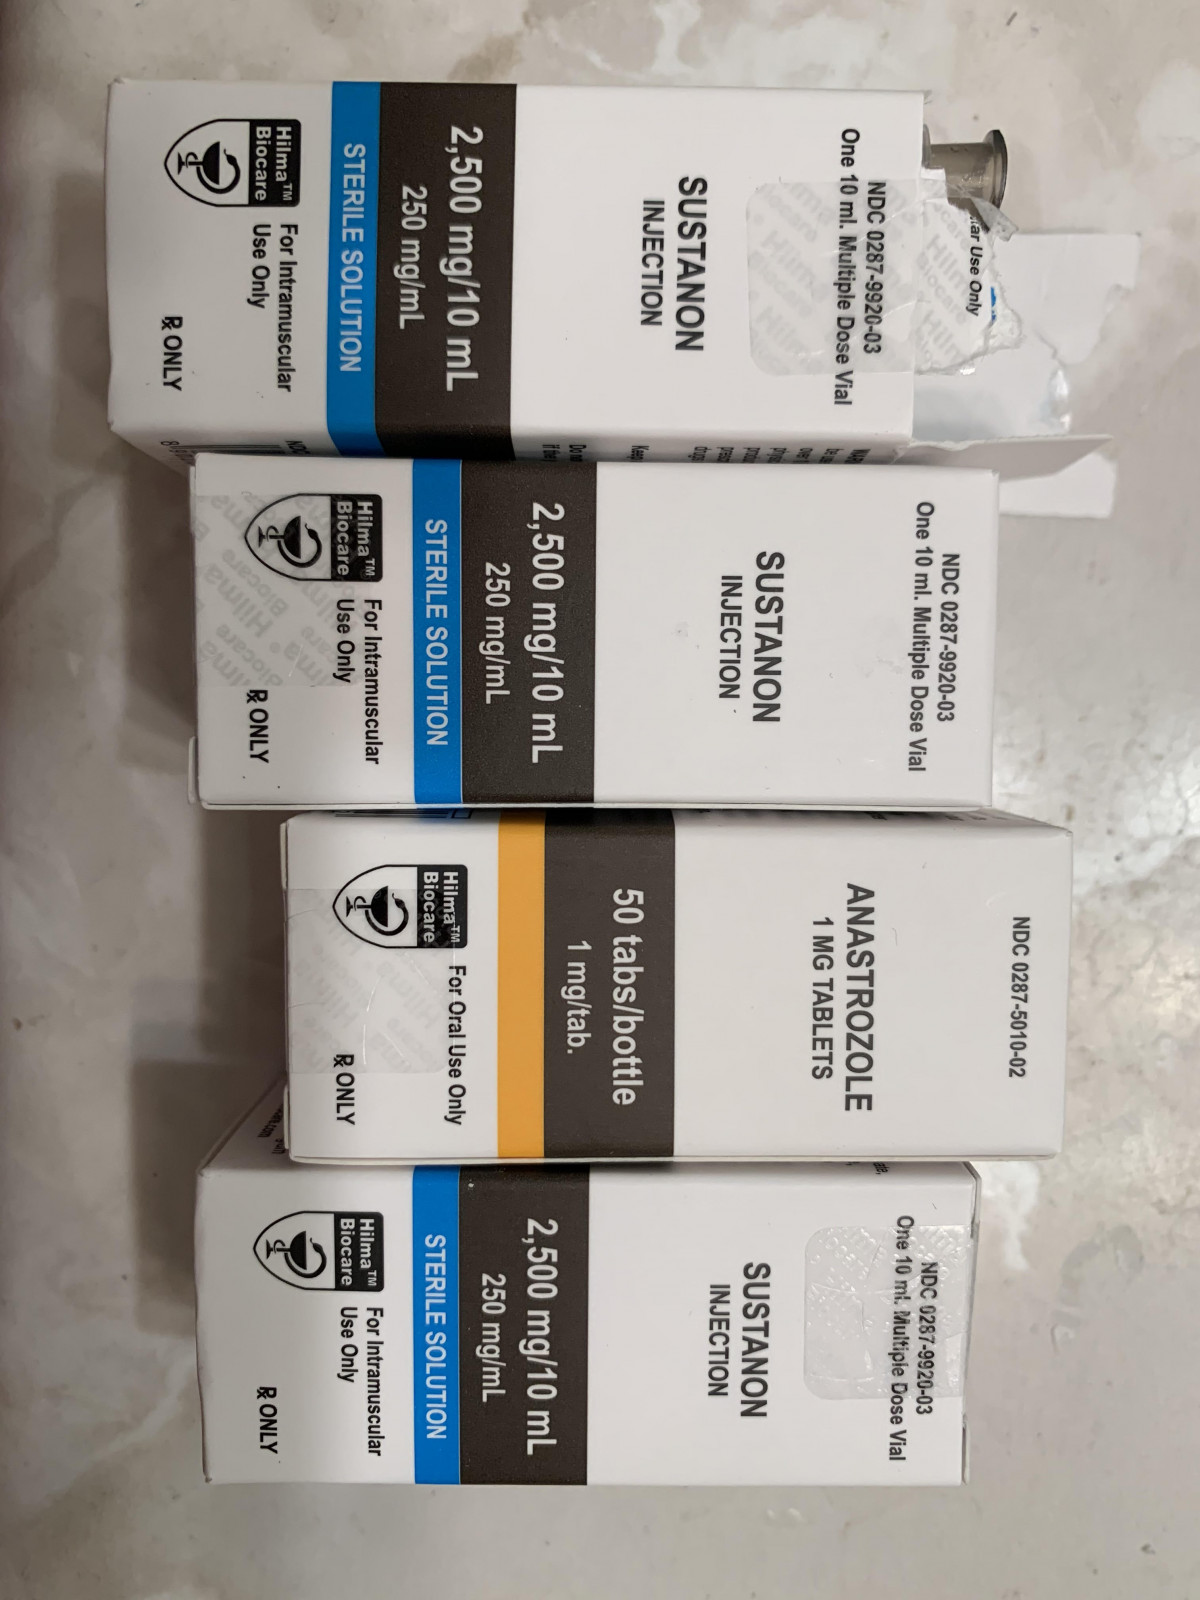 NDC 0287-9920-03
One 10 ml. Multiple Dose Vial
SUSTANON
INJECTION
2,500 mg/10 mL
250 mg/mL
STERILE SOLUTION
Hilma™
Biocare
For Intramuscular
Use Only
℞ ONLY
Use Only
NDC 0287-9920-03
One 10 ml. Multiple Dose Vial
SUSTANON
INJECTION
2,500 mg/10 mL
250 mg/mL
STERILE SOLUTION
Hilma™
Biocare
For Intramuscular
Use Only
℞ ONLY
NDC 0287-5010-02
ANASTROZOLE
1 MG TABLETS
50 tabs/bottle
1 mg/tab.
Hilma™
Biocare
For Oral Use Only
℞ ONLY
NDC 0287-9920-03
One 10 ml. Multiple Dose Vial
SUSTANON
INJECTION
2,500 mg/10 mL
250 mg/mL
STERILE SOLUTION
Hilma™
Biocare
For Intramuscular
Use Only
℞ ONLY